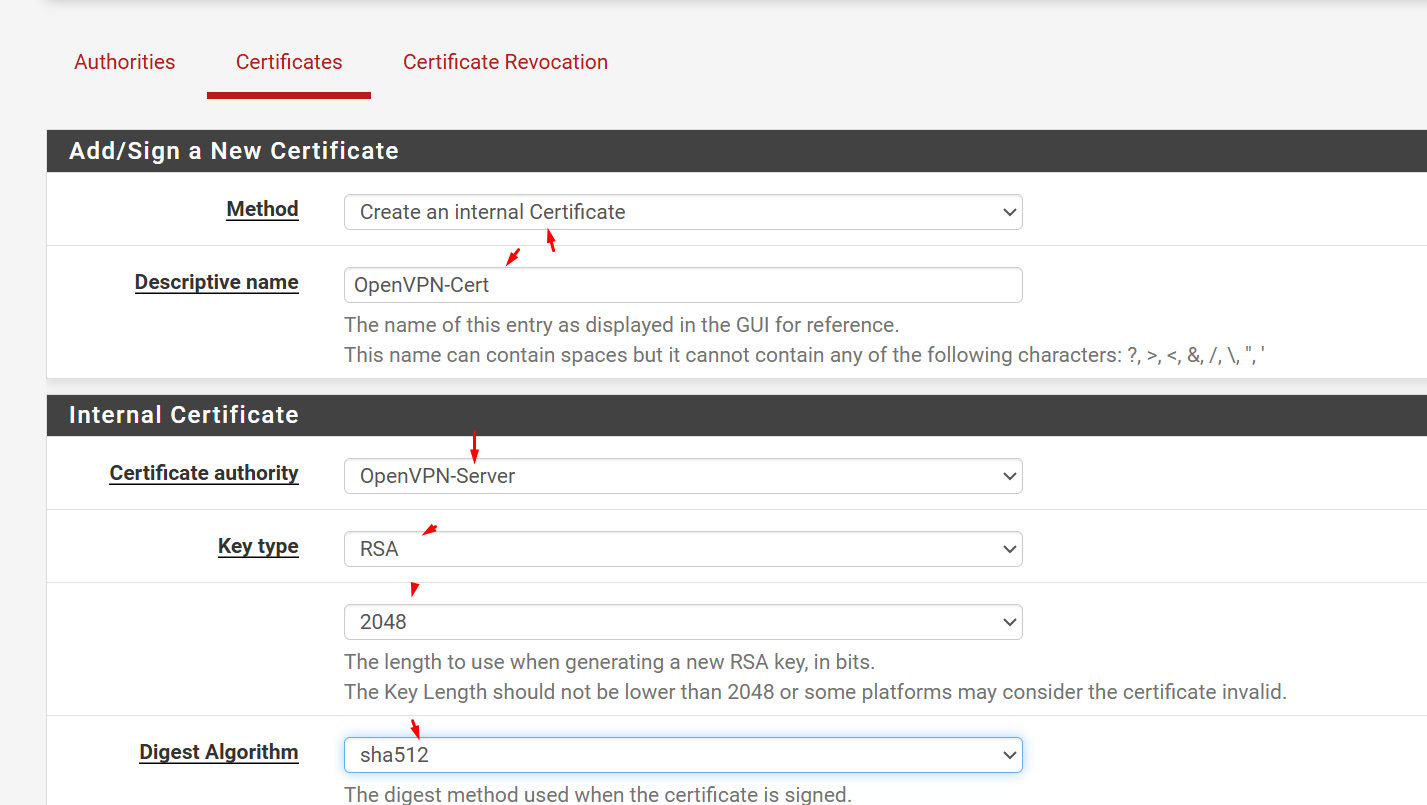 Authorities Certificates Certificate Revocation
Add/Sign a New Certificate
Method Create an internal Certificate
Descriptive name OpenVPN-Cert
The name of this entry as displayed in the GUI for reference.
This name can contain spaces but it cannot contain any of the following characters: ?, >, <, &, /, \, ", '
Internal Certificate
Certificate authority OpenVPN-Server
Key type RSA
2048
The length to use when generating a new RSA key, in bits.
The Key Length should not be lower than 2048 or some platforms may consider the certificate invalid.
Digest Algorithm sha512
The digest method used when the certificate is signed.